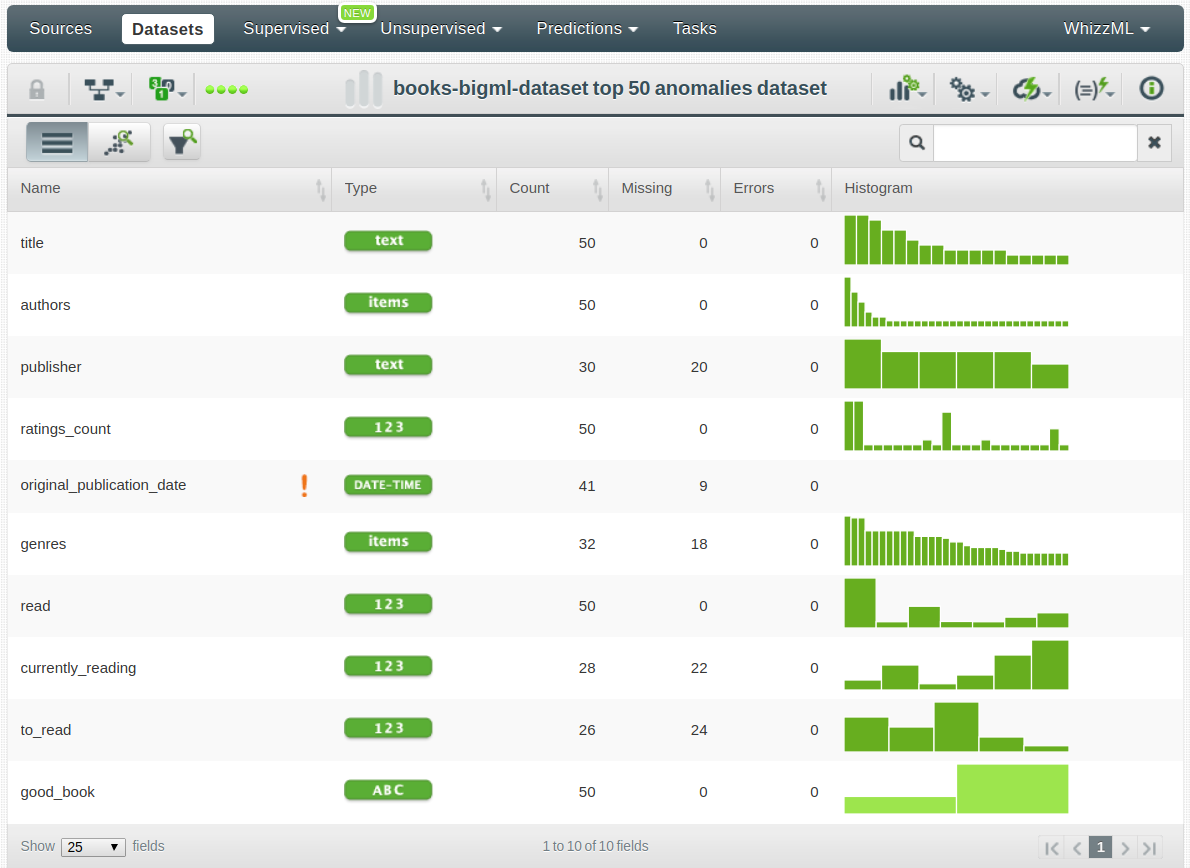 NEW
Sources Datasets Supervised Unsupervised Predictions Tasks WhizzML
books-bigml-dataset top 50 anomalies dataset
Name Type Count Missing Errors Histogram
title text 50 0 0
authors items 50 0 0
publisher text 30 20 0
ratings_count 123 50 0 0
original_publication_date ! DATE-TIME 41 9 0
genres items 32 18 0
read 123 50 0 0
currently_reading 123 28 22 0
to_read 123 26 24 0
good_book ABC 50 0 0
Show 25 fields 1 to 10 of 10 fields 1